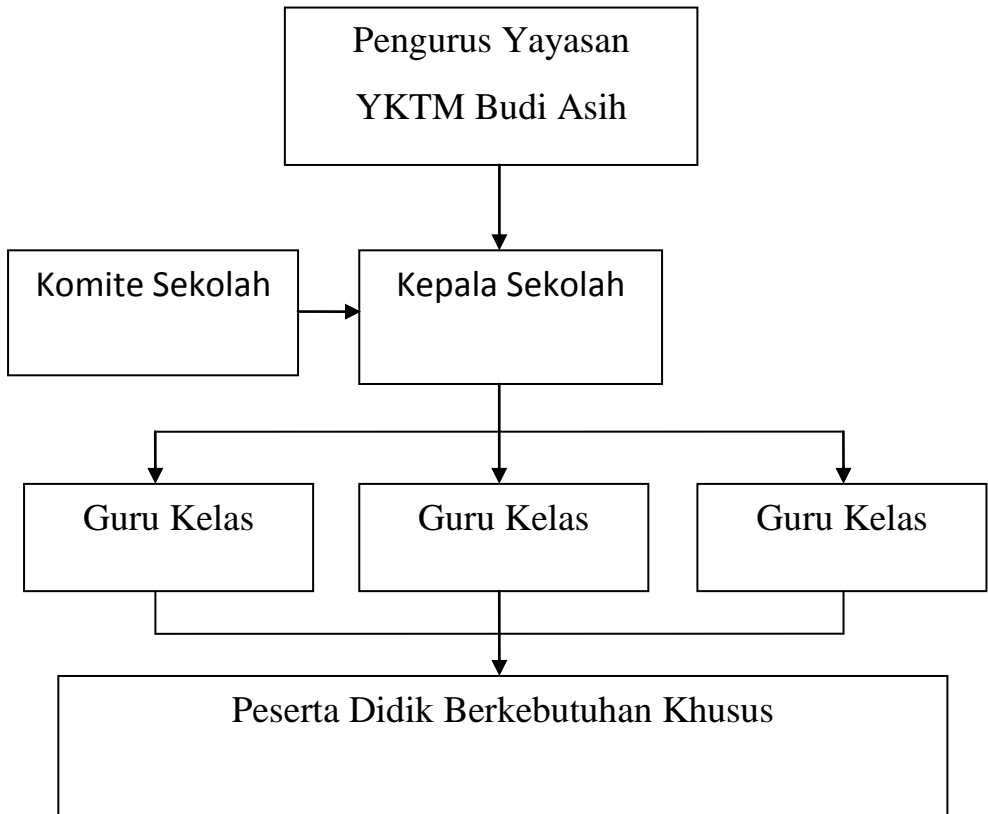 Pengurus Yayasan
YKTM Budi Asih
Komite Sekolah
Kepala Sekolah
Guru Kelas
Guru Kelas
Guru Kelas
Peserta Didik Berkebutuhan Khusus